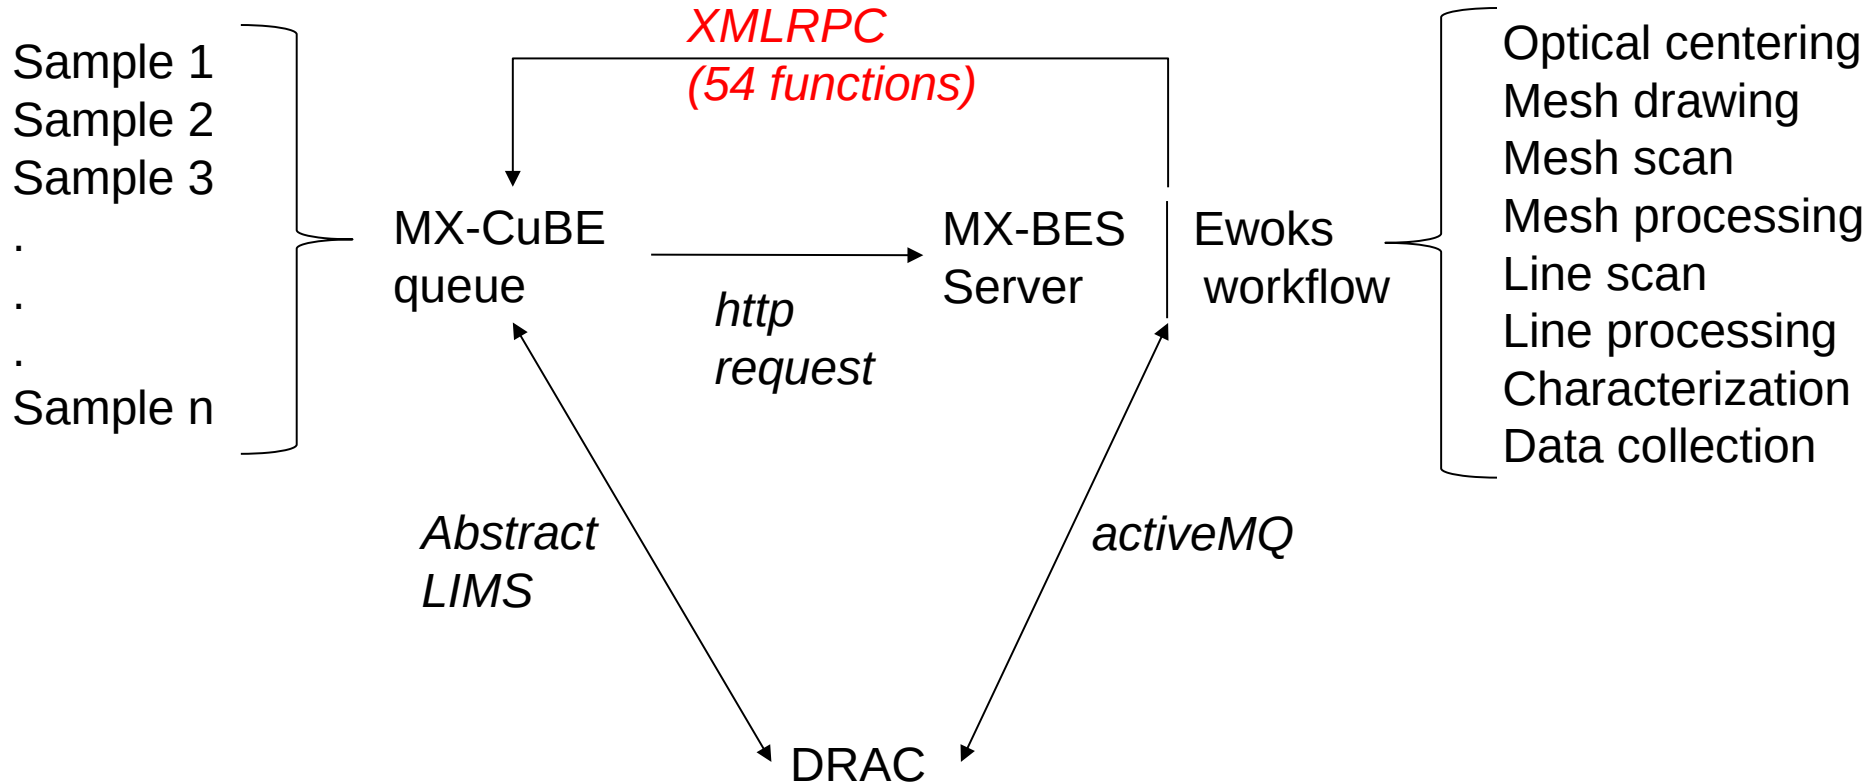 XMLRPC
(54 functions)
Sample 1
Sample 2
Sample 3
.
.
.
Sample n
MX-CuBE
queue
http
request
MX-BES
Server
Ewoks
workflow
Optical centering
Mesh drawing
Mesh scan
Mesh processing
Line scan
Line processing
Characterization
Data collection
Abstract
LIMS
activeMQ
DRAC